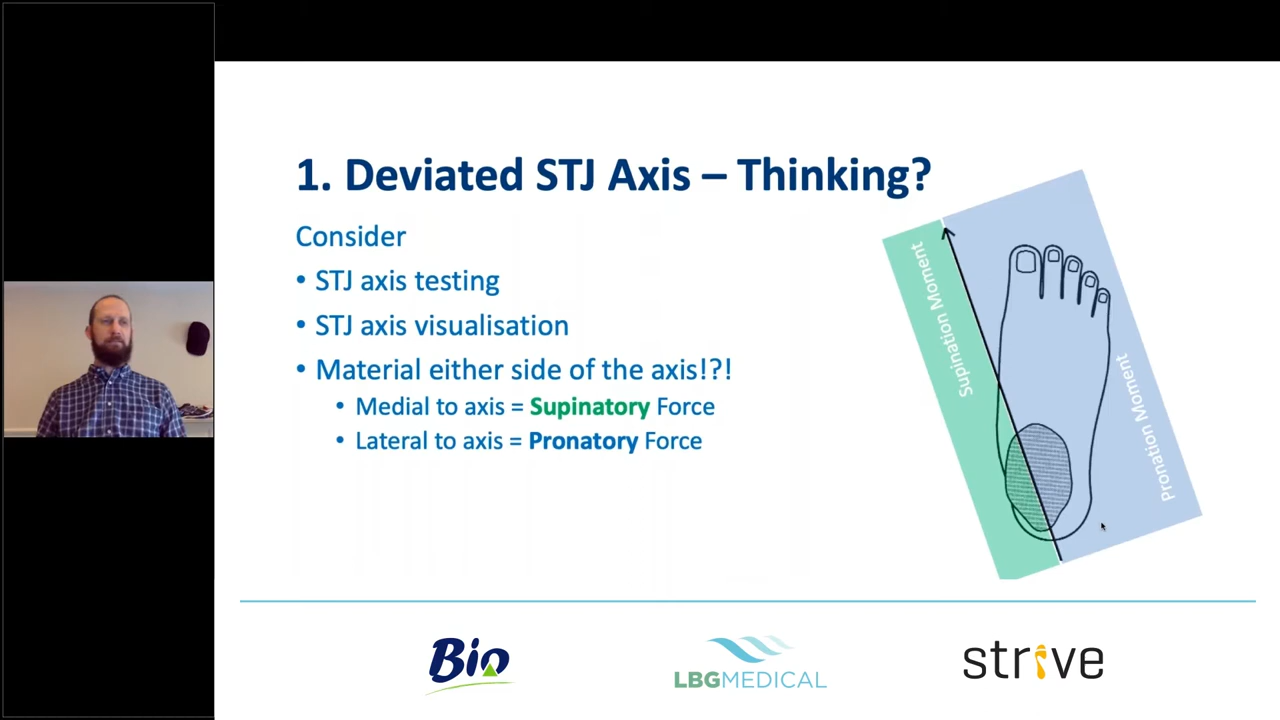 1. Deviated STJ Axis – Thinking?
Consider
• STJ axis testing
• STJ axis visualisation
• Material either side of the axis!?!
• Medial to axis = Supinatory Force
• Lateral to axis = Pronatory Force
Supination Moment
Pronation Moment
Bio
LBGMEDICAL
strive